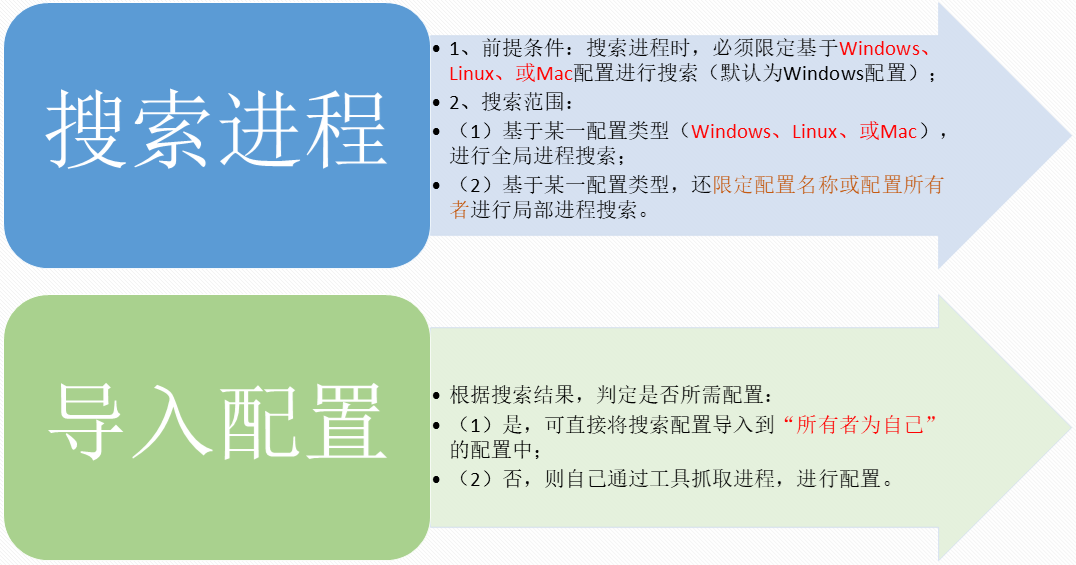 搜索进程
• 1、前提条件：搜索进程时，必须限定基于Windows、
Linux、或Mac配置进行搜索（默认为Windows配置）；
• 2、搜索范围：
• （1）基于某一配置类型（Windows、Linux、或Mac），
进行全局进程搜索；
• （2）基于某一配置类型，还限定配置名称或配置所有
者进行局部进程搜索。
导入配置
• 根据搜索结果，判定是否所需配置：
• （1）是，可直接将搜索配置导入到“所有者为自己”
的配置中；
• （2）否，则自己通过工具抓取进程，进行配置。